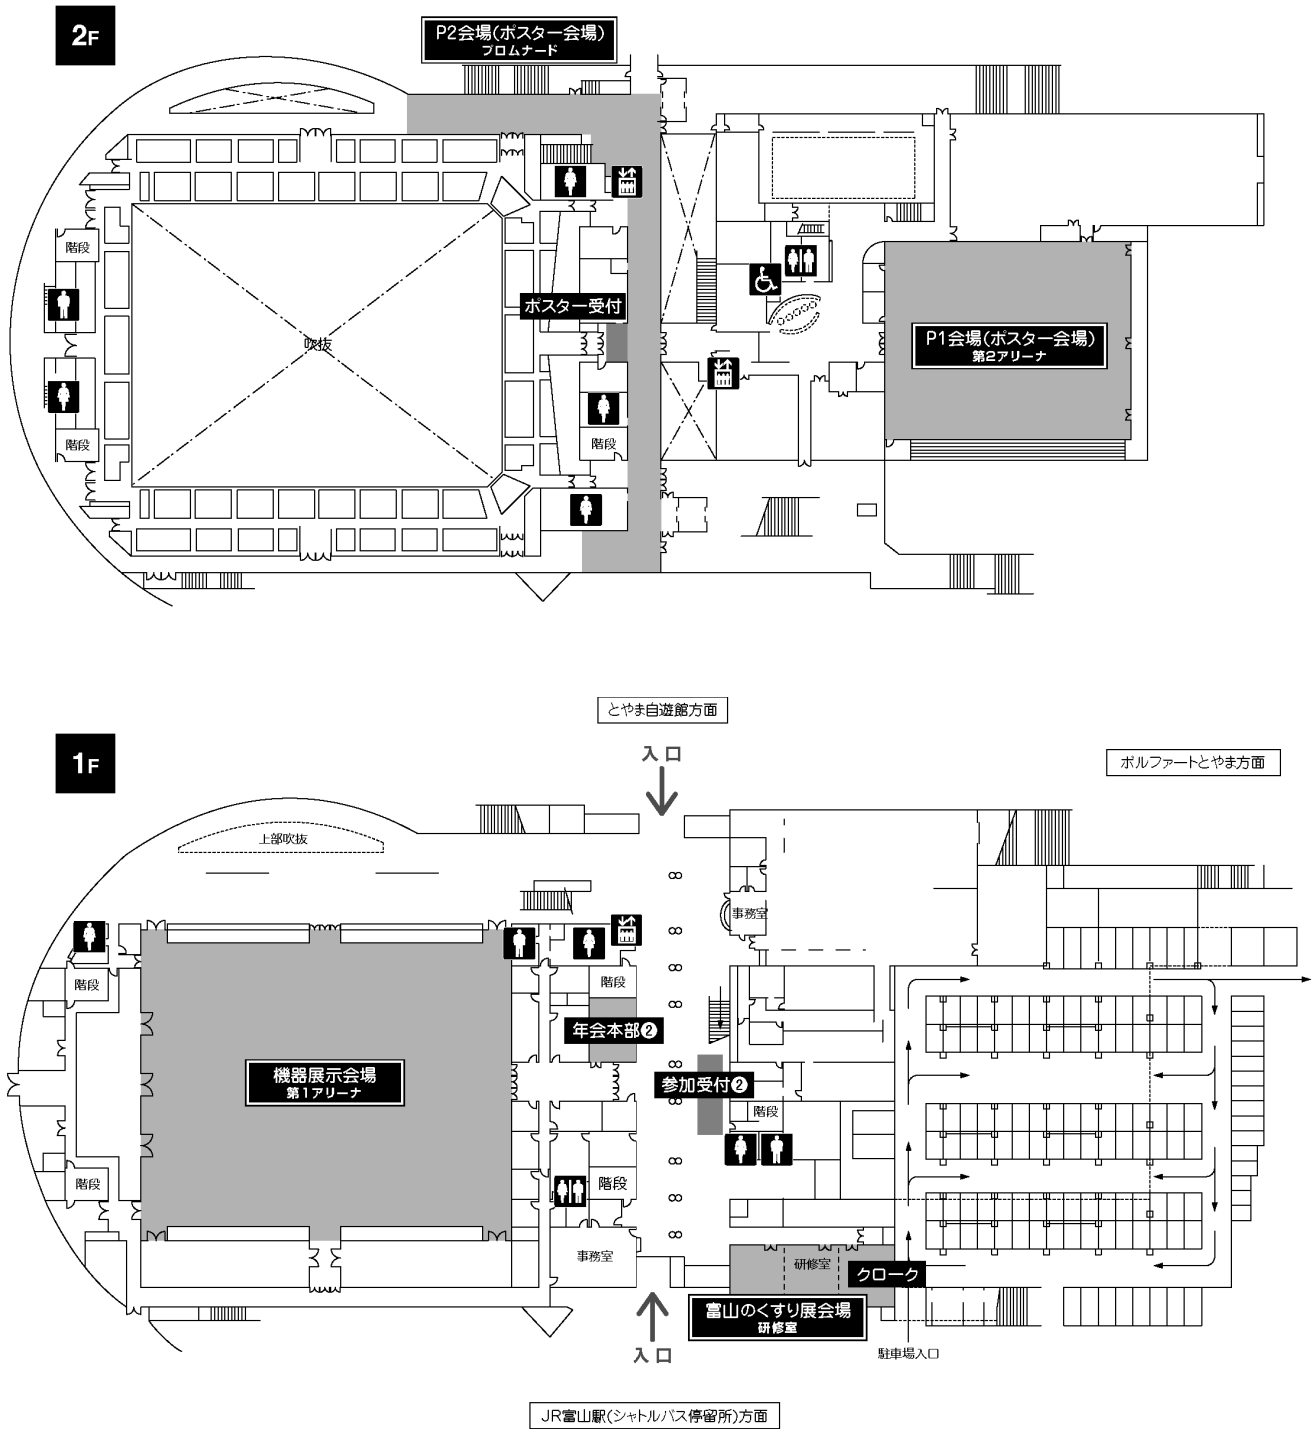 2F
P2会場(ポスター会場)
プロムナード
階段
ポスター受付
吹抜
P1会場(ポスター会場)
第2アリーナ
階段
階段
とやま自遊館方面
1F
入口
ポルファートとやま方面
上部吹抜
事務室
階段
階段
年会本部❷
機器展示会場
第1アリーナ
参加受付❷
階段
階段
階段
事務室
研修室
クローク
富山のくすり展会場
研修室
入口
駐車場入口
JR富山駅(シャトルバス停留所)方面